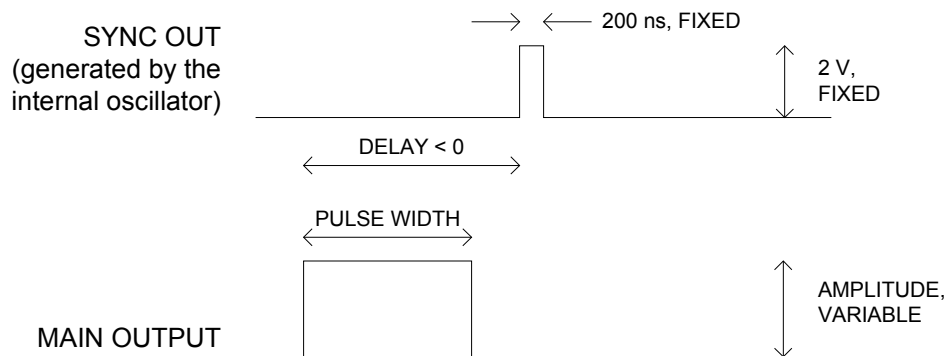 SYNC OUT
(generated by the
internal oscillator)
200 ns, FIXED
2 V,
FIXED
DELAY < 0
PULSE WIDTH
MAIN OUTPUT
AMPLITUDE,
VARIABLE